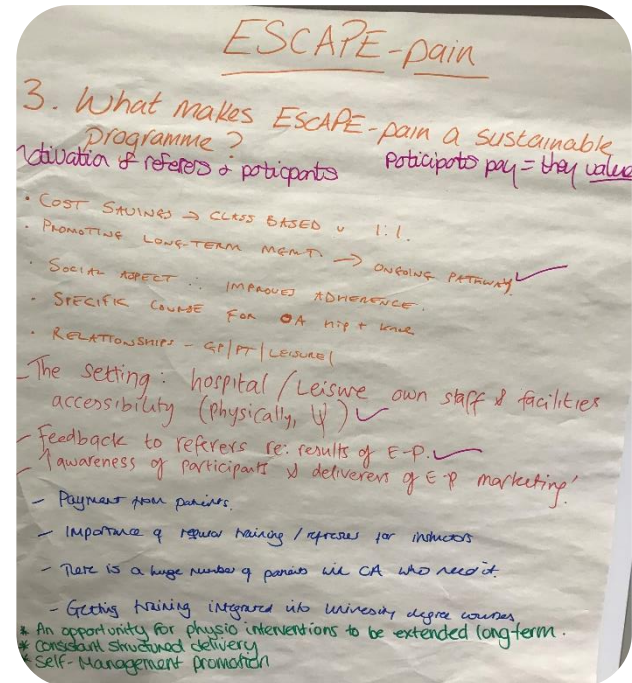 ESCAPE-pain
3. What makes ESCAPE-pain a sustainable
programme?
Motivation of referers & poticipants
Poticipots pay = they value
• COST SAVINGS → CLASS BASED v 1:1.
• PROMOTING LONG-TERM MGMT. → ONGOING PATHWAY ✓
• SOCIAL ASPECT ∴ IMPROVES ADHERENCE.
• SPECIFIC COURSE FOR OA hip + knee
• RELATIONSHIPS - GP/PT/LEISURE/
- The setting: hospital / Leisure own staff & facilities
accessibility (physically, Ψ) ✓
- Feedback to referers re: results of E-P. ✓
- ↑ awareness of participants & deliverers of E-P marketing!
- Payment from patients.
- Importance of regular training / refresher for instructors
- There is a huge number of patients with OA who need it.
- Getting training integrated into university degree courses
* An opportunity for physio interventions to be extended long-term.
* Consistant structured delivery
* Self-Management promotion